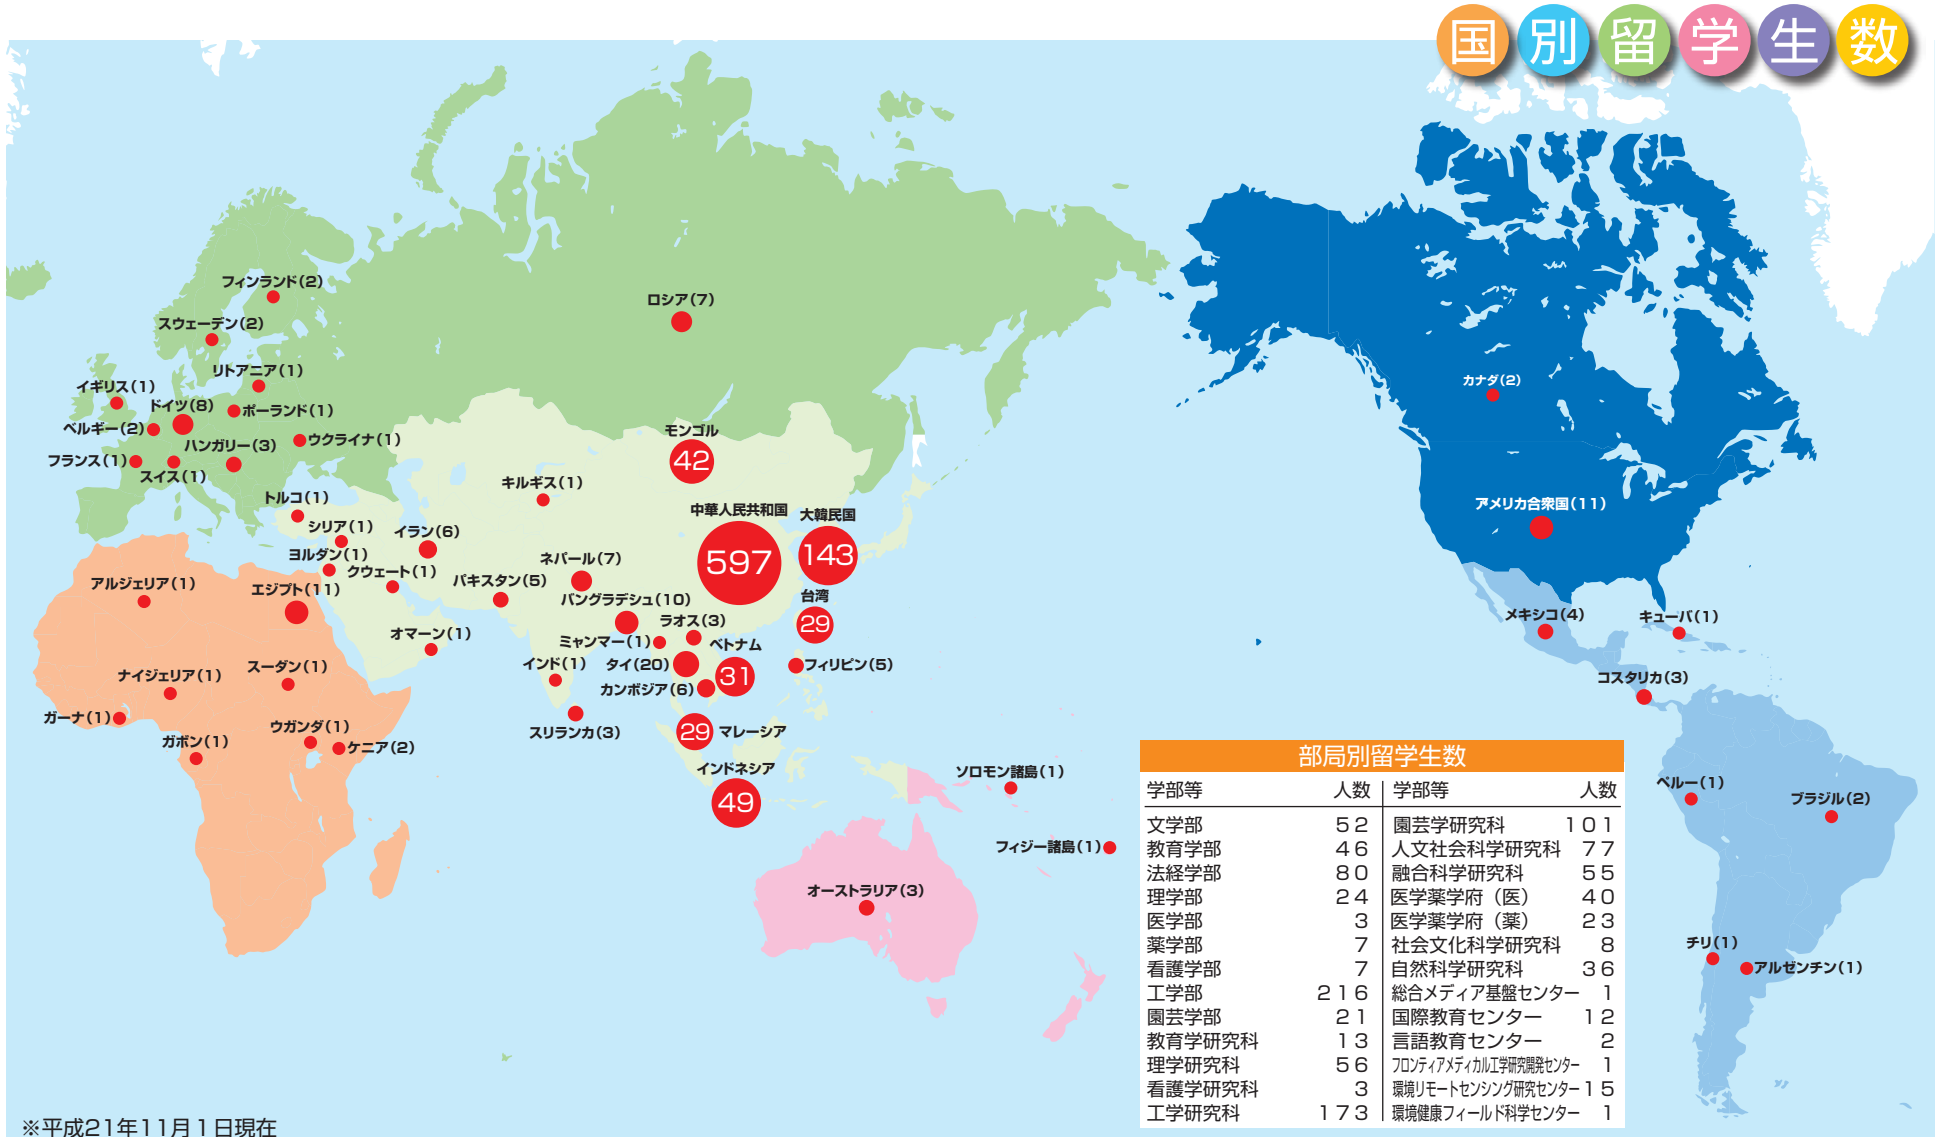 国別留学生数
フィンランド(2)
スウェーデン(2)
ロシア(7)
リトアニア(1)
イギリス(1)
ドイツ(8)
ポーランド(1)
ベルギー(2)
ハンガリー(3)
ウクライナ(1)
フランス(1)
スイス(1)
トルコ(1)
シリア(1)
イラン(6)
ヨルダン(1)
クウェート(1)
キルギス(1)
モンゴル
42
中華人民共和国
597
大韓民国
143
ネパール(7)
パキスタン(5)
バングラデシュ(10)
台湾
29
ラオス(3)
ミャンマー(1)
ベトナム
31
タイ(20)
インド(1)
カンボジア(6)
フィリピン(5)
スリランカ(3)
29
マレーシア
インドネシア
49
オマーン(1)
アルジェリア(1)
エジプト(11)
ナイジェリア(1)
スーダン(1)
ガーナ(1)
ガボン(1)
ウガンダ(1)
ケニア(2)
ソロモン諸島(1)
フィジー諸島(1)
オーストラリア(3)
カナダ(2)
アメリカ合衆国(11)
メキシコ(4)
キューバ(1)
コスタリカ(3)
ペルー(1)
ブラジル(2)
チリ(1)
アルゼンチン(1)
部局別留学生数
学部等 人数 学部等 人数
文学部 52 園芸学研究科 101
教育学部 46 人文社会科学研究科 77
法経学部 80 融合科学研究科 55
理学部 24 医学薬学府（医） 40
医学部 3 医学薬学府（薬） 23
薬学部 7 社会文化科学研究科 8
看護学部 7 自然科学研究科 36
工学部 216 総合メディア基盤センター 1
園芸学部 21 国際教育センター 12
教育学研究科 13 言語教育センター 2
理学研究科 56 フロンティアメディカル工学研究開発センター 1
看護学研究科 3 環境リモートセンシング研究センター 15
工学研究科 173 環境健康フィールド科学センター 1
※平成21年11月1日現在